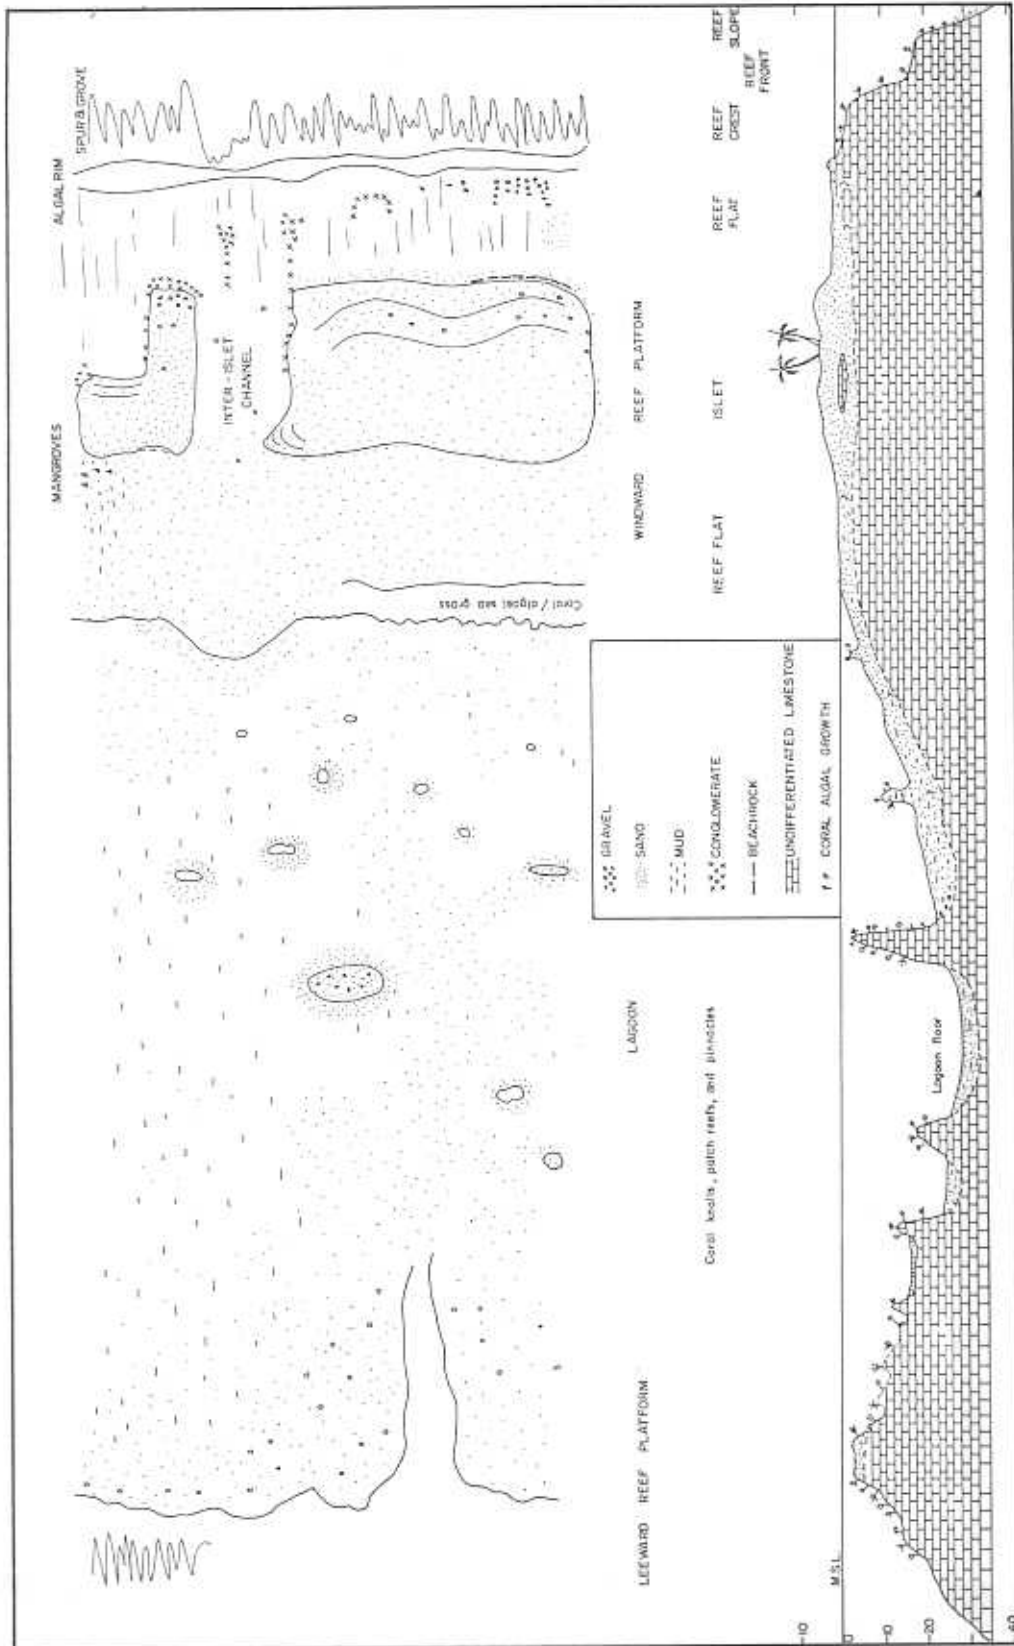 MANGROVES
ALGAL RIM
SPUR & GROVE
INTER-ISLET
CHANNEL
Coral / algae; sea grass
LEEWARD REEF PLATFORM
LAGOON
WINDWARD REEF PLATFORM
Coral knolls, patch reefs, and pinnacles
REEF FLAT
ISLET
REEF
FLAT
REEF
CREST
REEF
FRONT
REEF
SLOPE
GRAVEL
SAND
MUD
CONGLOMERATE
BEACHROCK
UNDIFFERENTIATED LIMESTONE
CORAL ALGAL GROWTH
M.S.L.
Lagoon floor
10
0
-10
-20